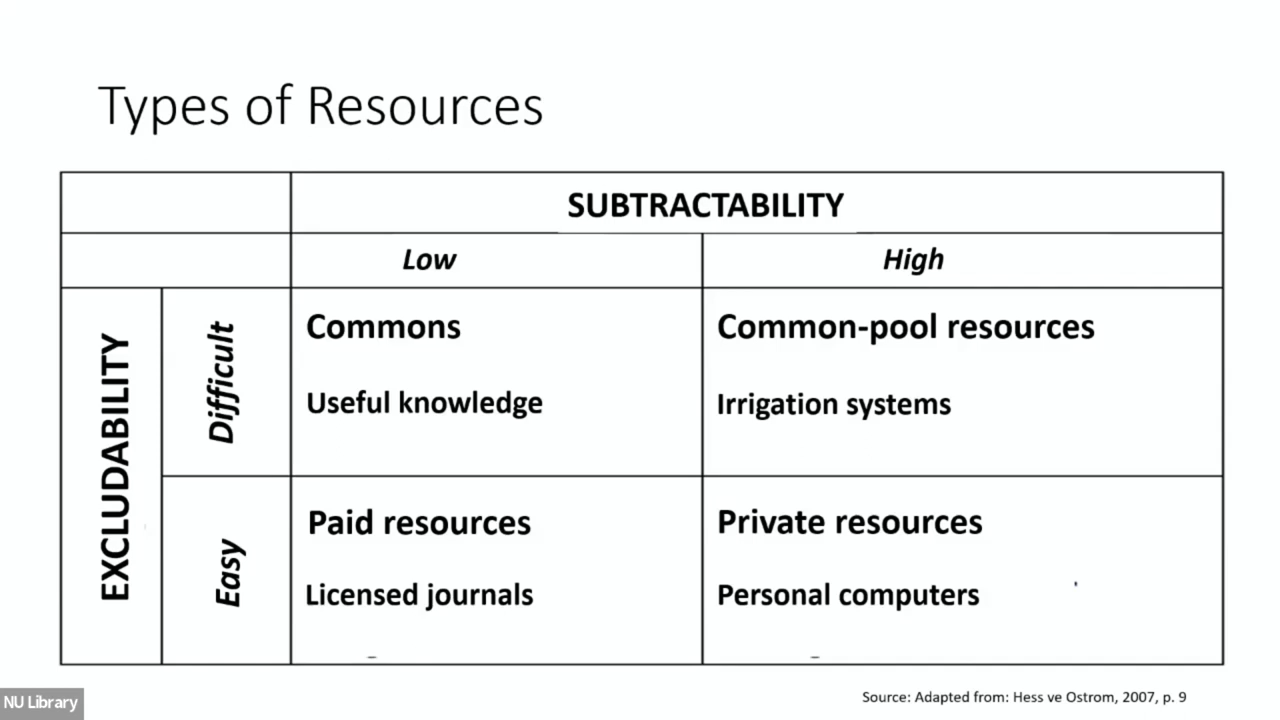 Types of Resources
SUBTRACTABILITY
Low
High
EXCLUDABILITY
Difficult
Commons
Common-pool resources
Useful knowledge
Irrigation systems
Easy
Paid resources
Private resources
Licensed journals
Personal computers
Source: Adapted from: Hess ve Ostrom, 2007, p. 9
NU Library